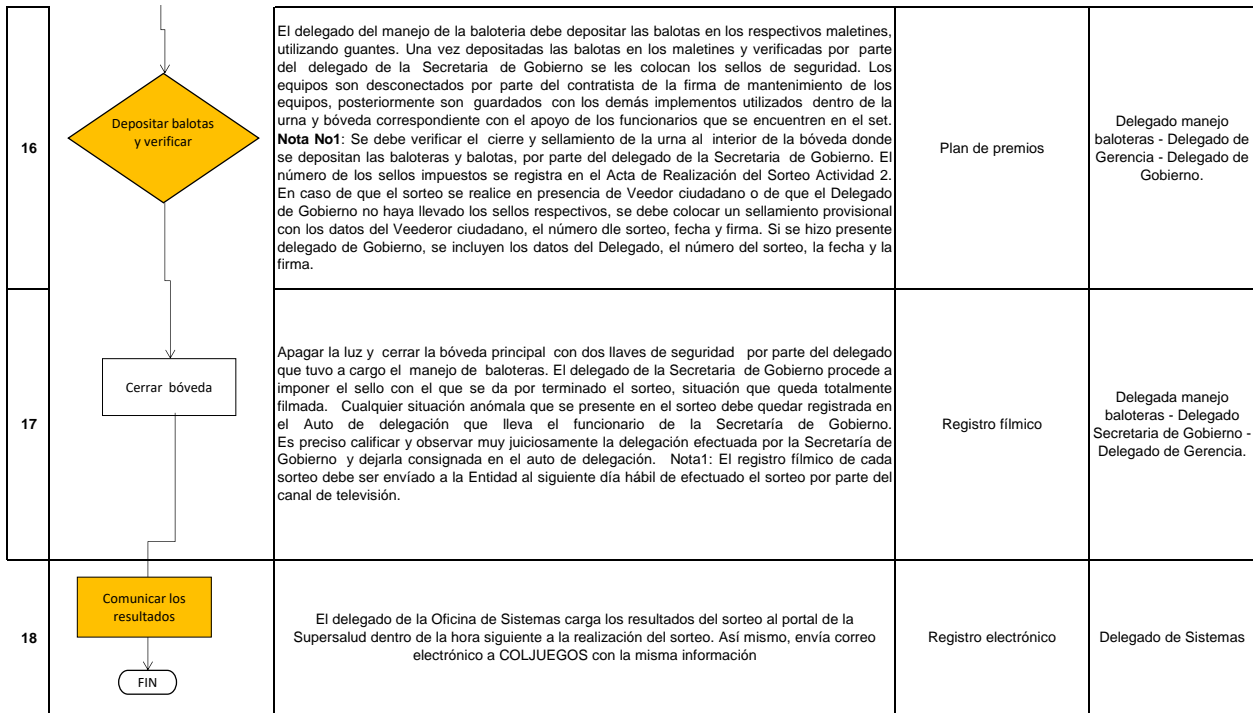 16
Depositar balotas
y verificar
El delegado del manejo de la baloteria debe depositar las balotas en los respectivos maletines,
utilizando guantes. Una vez depositadas las balotas en los maletines y verificadas por parte
del delegado de la Secretaria de Gobierno se les colocan los sellos de seguridad. Los
equipos son desconectados por parte del contratista de la firma de mantenimiento de los
equipos, posteriormente son guardados con los demás implementos utilizados dentro de la
urna y bóveda correspondiente con el apoyo de los funcionarios que se encuentren en el set.
Nota No1: Se debe verificar el cierre y sellamiento de la urna al interior de la bóveda donde
se depositan las baloteras y balotas, por parte del delegado de la Secretaria de Gobierno. El
número de los sellos impuestos se registra en el Acta de Realización del Sorteo Actividad 2.
En caso de que el sorteo se realice en presencia de Veedor ciudadano o de que el Delegado
de Gobierno no haya llevado los sellos respectivos, se debe colocar un sellamiento provisional
con los datos del Veederor ciudadano, el número dle sorteo, fecha y firma. Si se hizo presente
delegado de Gobierno, se incluyen los datos del Delegado, el número del sorteo, la fecha y la
firma.
Plan de premios
Delegado manejo
baloteras - Delegado de
Gerencia - Delegado de
Gobierno.
17
Cerrar bóveda
Apagar la luz y cerrar la bóveda principal con dos llaves de seguridad por parte del delegado
que tuvo a cargo el manejo de baloteras. El delegado de la Secretaria de Gobierno procede a
imponer el sello con el que se da por terminado el sorteo, situación que queda totalmente
filmada. Cualquier situación anómala que se presente en el sorteo debe quedar registrada en
el Auto de delegación que lleva el funcionario de la Secretaría de Gobierno.
Es preciso calificar y observar muy juiciosamente la delegación efectuada por la Secretaría de
Gobierno y dejarla consignada en el auto de delegación. Nota1: El registro fílmico de cada
sorteo debe ser envíado a la Entidad al siguiente día hábil de efectuado el sorteo por parte del
canal de televisión.
Registro fílmico
Delegada manejo
baloteras - Delegado
Secretaria de Gobierno -
Delegado de Gerencia.
18
Comunicar los
resultados
FIN
El delegado de la Oficina de Sistemas carga los resultados del sorteo al portal de la
Supersalud dentro de la hora siguiente a la realización del sorteo. Así mismo, envía correo
electrónico a COLJUEGOS con la misma información
Registro electrónico
Delegado de Sistemas